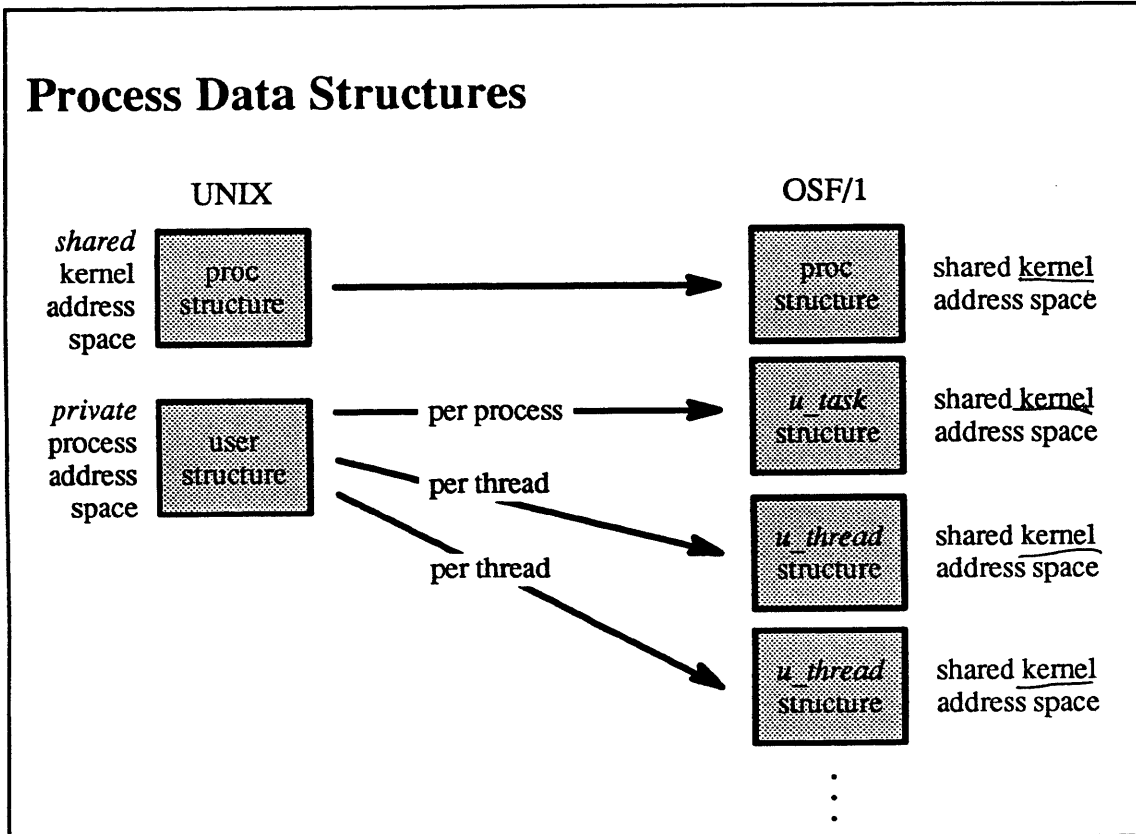 Process Data Structures
UNIX
OSF/1
shared
kernel
address
space
proc
structure
proc
structure
shared kernel
address space
private
process
address
space
user
structure
per process
u_task
structure
shared kernel
address space
per thread
u_thread
structure
shared kernel
address space
per thread
u_thread
structure
shared kernel
address space